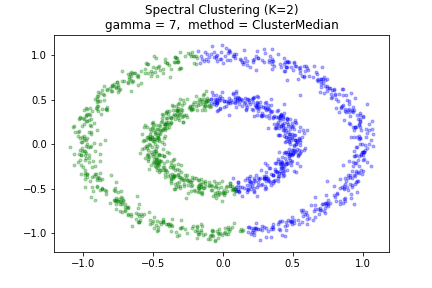 Spectral Clustering (K=2)
gamma = 7,  method = ClusterMedian
1.0
0.5
0.0
−0.5
−1.0
−1.0 −0.5 0.0 0.5 1.0